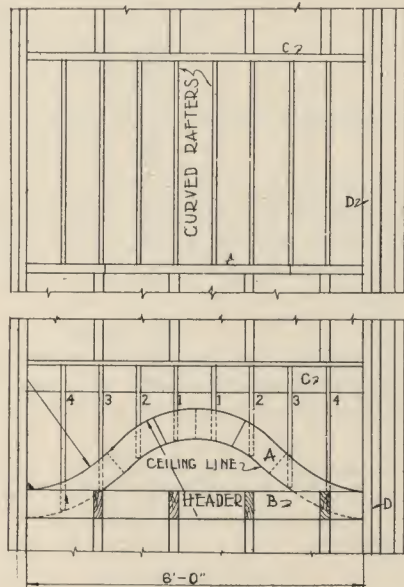 C
CURVED RAFTERS
D
A
C
4 3 2 1 1 2 3 4
A
CEILING LINE
HEADER B
D
6'-0"